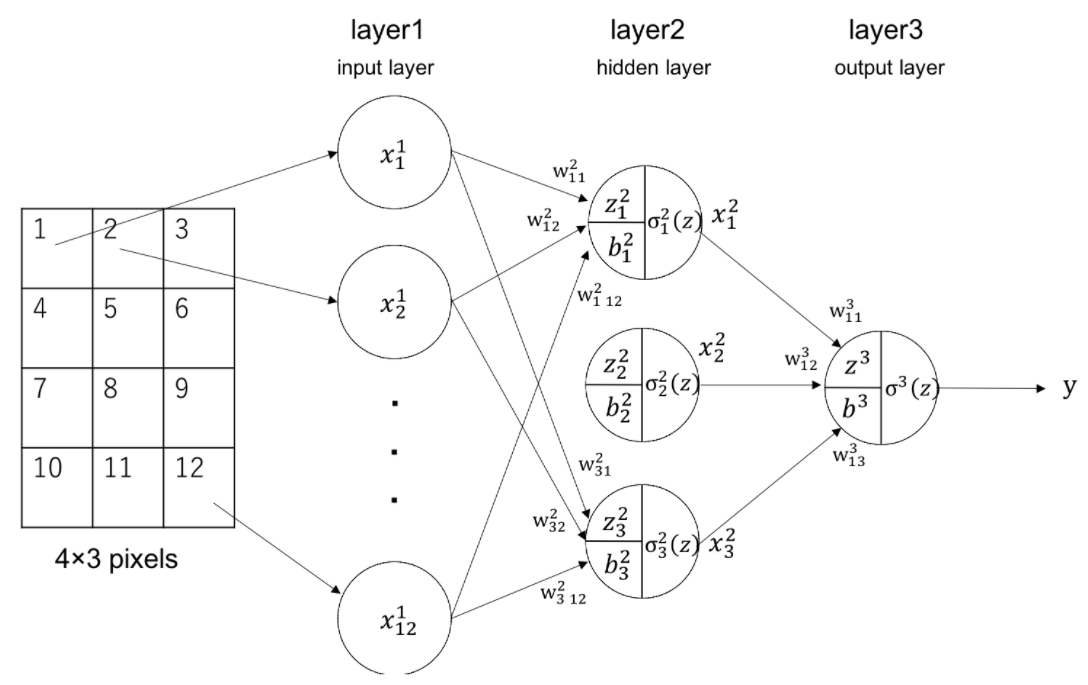 layer1
input layer
layer2
hidden layer
layer3
output layer
1 2 3
4 5 6
7 8 9
10 11 12
4×3 pixels
x₁¹
x₂¹
.
.
.
x₁₂¹
w₁₁²
w₁₂²
w₁ ₁₂²
w₃₁²
w₃₂²
w₃ ₁₂²
z₁²
b₁²
σ₁²(z)
x₁²
z₂²
b₂²
σ₂²(z)
x₂²
z₃²
b₃²
σ₃²(z)
x₃²
w₁₁³
w₁₂³
w₁₃³
z³
b³
σ³(z)
y